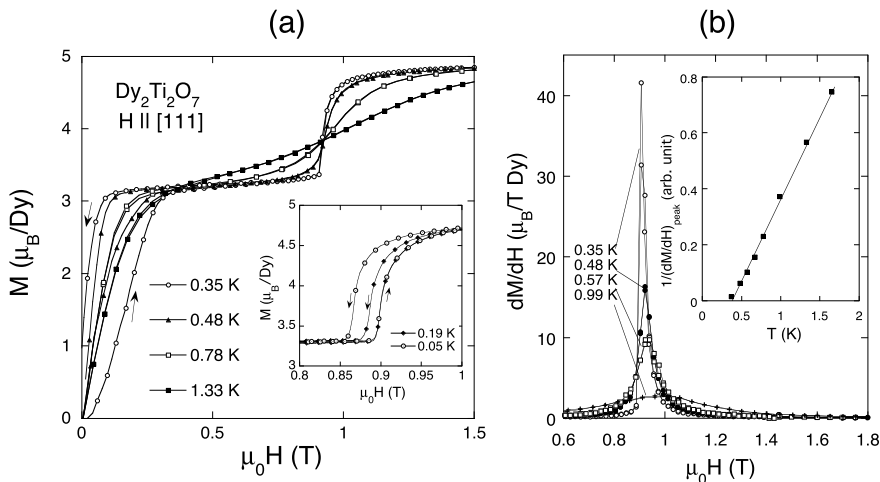 (a)
5
4
3
2
1
0
M (μB/Dy)
Dy2Ti2O7
H || [111]
0.35 K
0.48 K
0.78 K
1.33 K
0
0.5
1
1.5
μ0H (T)
5
4.5
4
3.5
3
M (μB/Dy)
0.19 K
0.05 K
0.8
0.85
0.9
0.95
1
μ0H (T)
(b)
40
30
20
10
0
dM/dH (μB/T Dy)
0.35 K
0.48 K
0.57 K
0.99 K
0.8
0.6
0.4
0.2
0
1/(dM/dH)peak (arb. unit)
0
0.5
1
1.5
2
T (K)
0.6
0.8
1
1.2
1.4
1.6
1.8
μ0H (T)